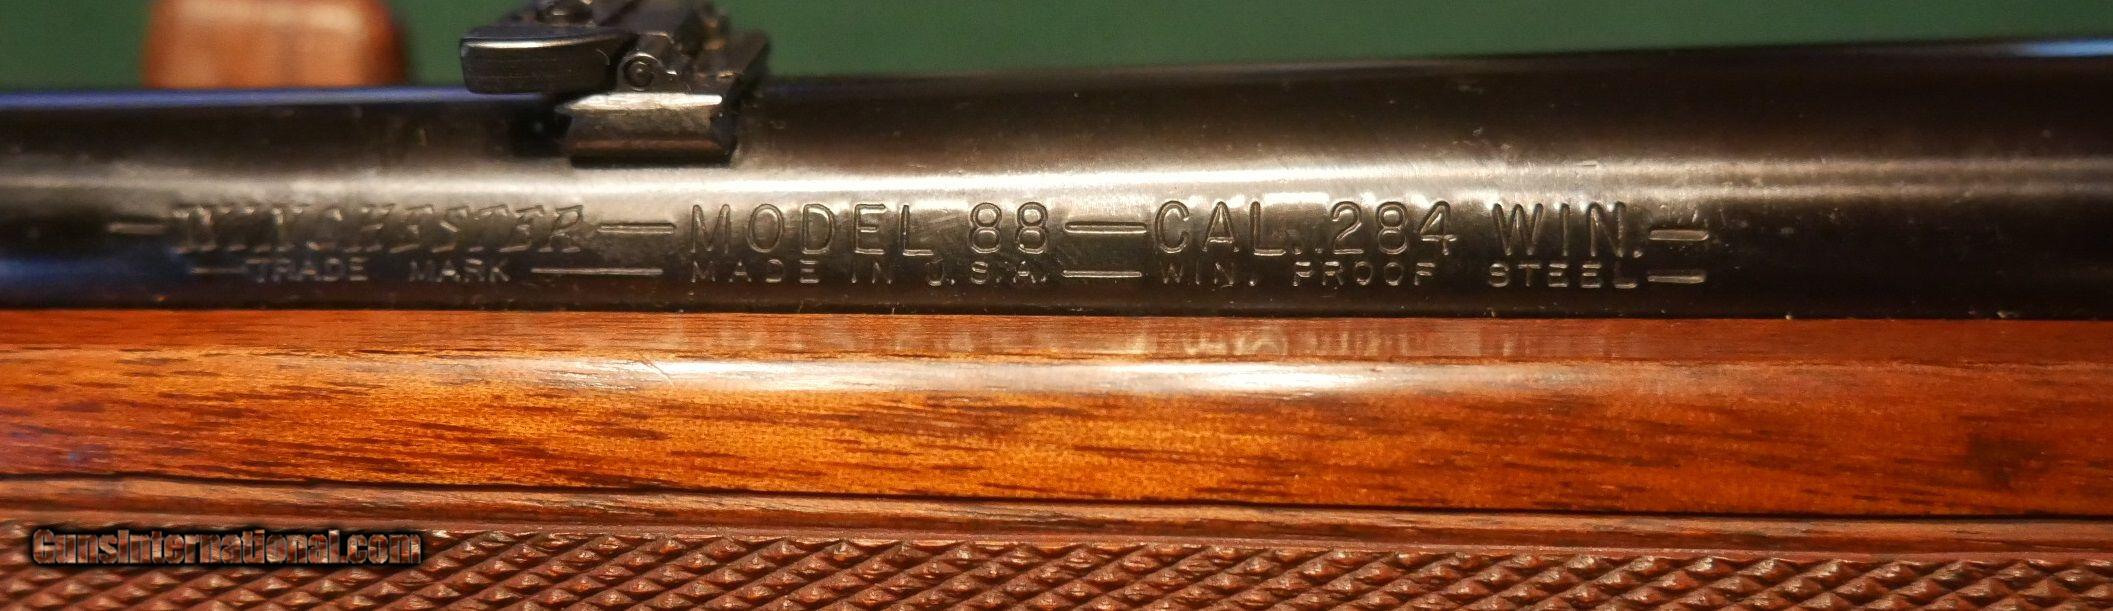 —WINCHESTER— MODEL 88 — CAL. .284 WIN.—
— TRADE MARK — MADE IN U.S.A. — WIN. PROOF STEEL —
GunsInternational.com